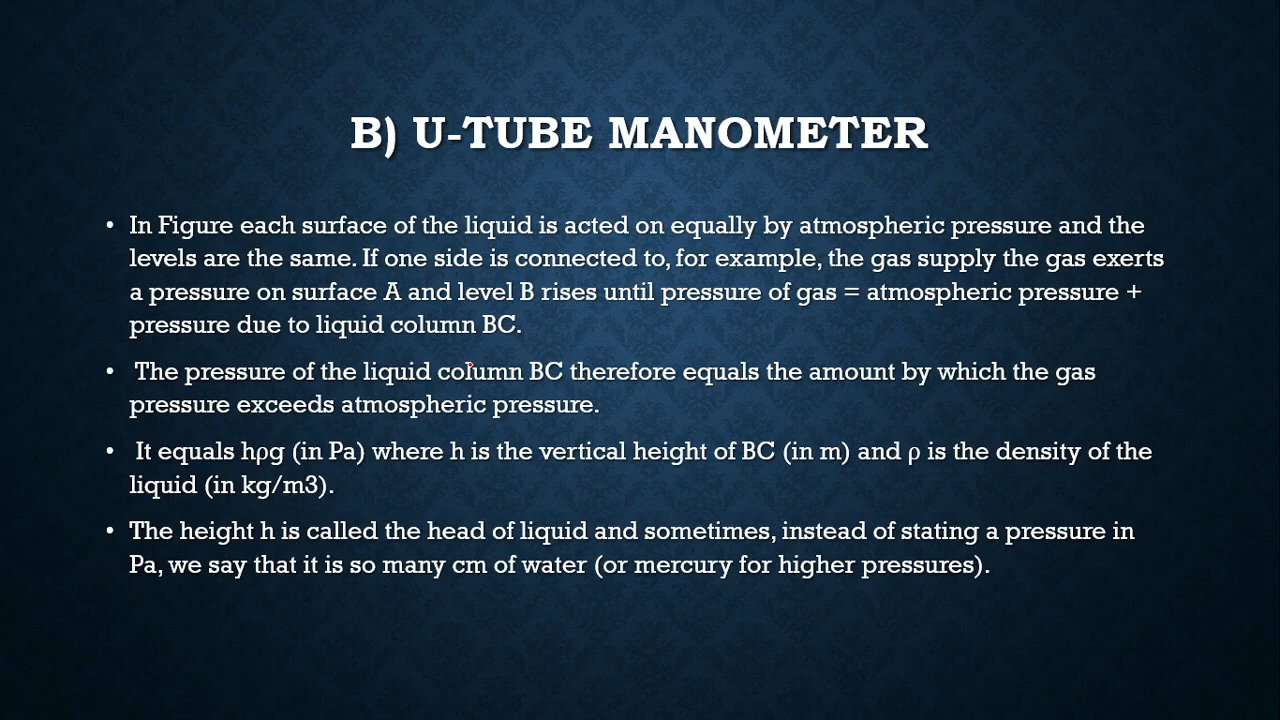 B) U-TUBE MANOMETER
• In Figure each surface of the liquid is acted on equally by atmospheric pressure and the
levels are the same. If one side is connected to, for example, the gas supply the gas exerts
a pressure on surface A and level B rises until pressure of gas = atmospheric pressure +
pressure due to liquid column BC.
• The pressure of the liquid column BC therefore equals the amount by which the gas
pressure exceeds atmospheric pressure.
• It equals hρg (in Pa) where h is the vertical height of BC (in m) and ρ is the density of the
liquid (in kg/m3).
• The height h is called the head of liquid and sometimes, instead of stating a pressure in
Pa, we say that it is so many cm of water (or mercury for higher pressures).